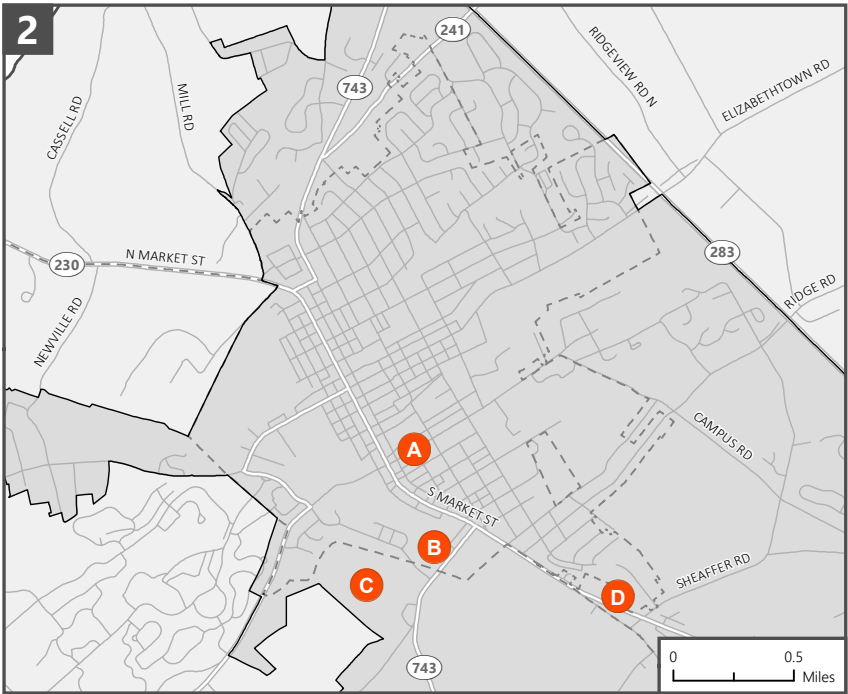 2
241
743
RIDGEVIEW RD N
ELIZABETHTOWN RD
CASSELL RD
MILL RD
230
N MARKET ST
283
RIDGE RD
NEWVILLE RD
CAMPUS RD
A
S MARKET ST
B
C
D
SHEAFFER RD
743
0 0.5
Miles